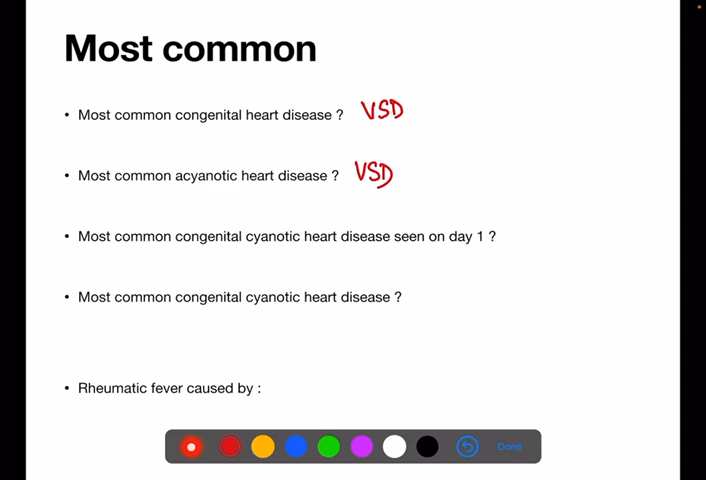 Most common
• Most common congenital heart disease ? VSD
• Most common acyanotic heart disease ? VSD
• Most common congenital cyanotic heart disease seen on day 1 ?
• Most common congenital cyanotic heart disease ?
• Rheumatic fever caused by :
Done